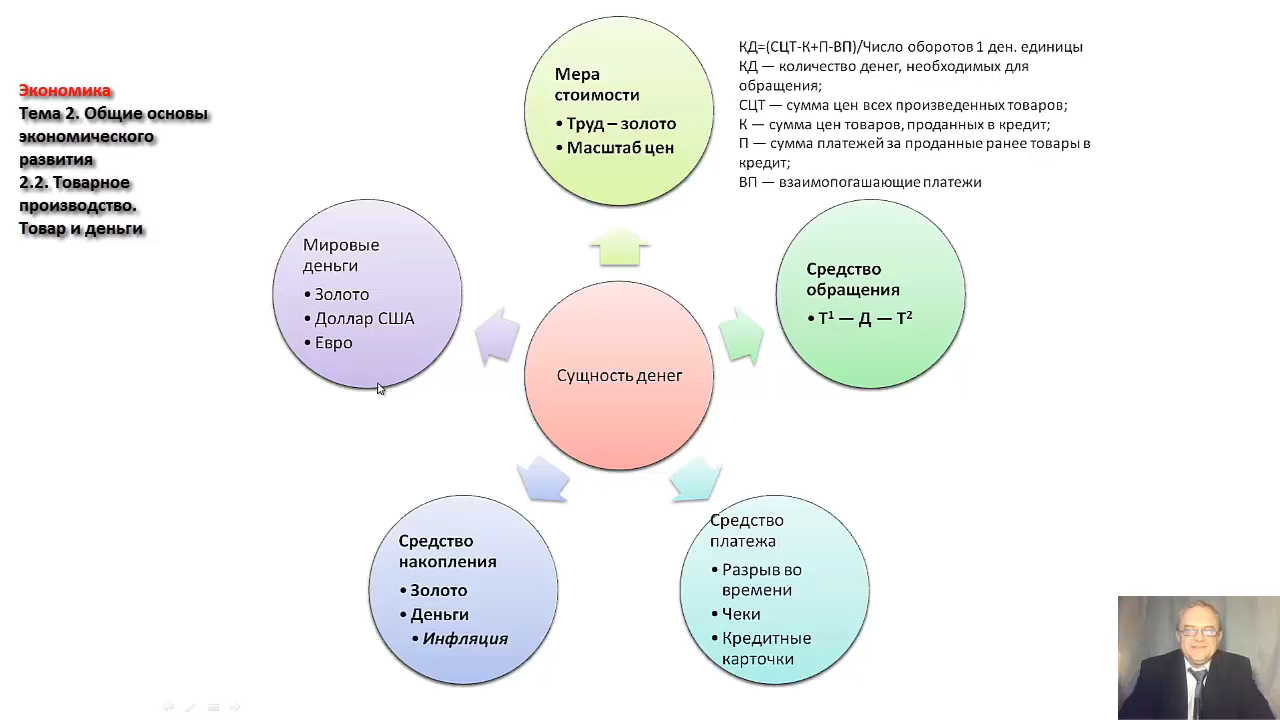 Экономика
Тема 2. Общие основы
экономического
развития
2.2. Товарное
производство.
Товар и деньги
КД=(СЦТ-К+П-ВП)/Число оборотов 1 ден. единицы
КД — количество денег, необходимых для
обращения;
СЦТ — сумма цен всех произведенных товаров;
К — сумма цен товаров, проданных в кредит;
П — сумма платежей за проданные ранее товары в
кредит;
ВП — взаимопогашающие платежи
Мера
стоимости
• Труд – золото
• Масштаб цен
Средство
обращения
• Т¹ — Д — Т²
Средство
платежа
• Разрыв во
времени
• Чеки
• Кредитные
карточки
Средство
накопления
• Золото
• Деньги
• Инфляция
Мировые
деньги
• Золото
• Доллар США
• Евро
Сущность денег